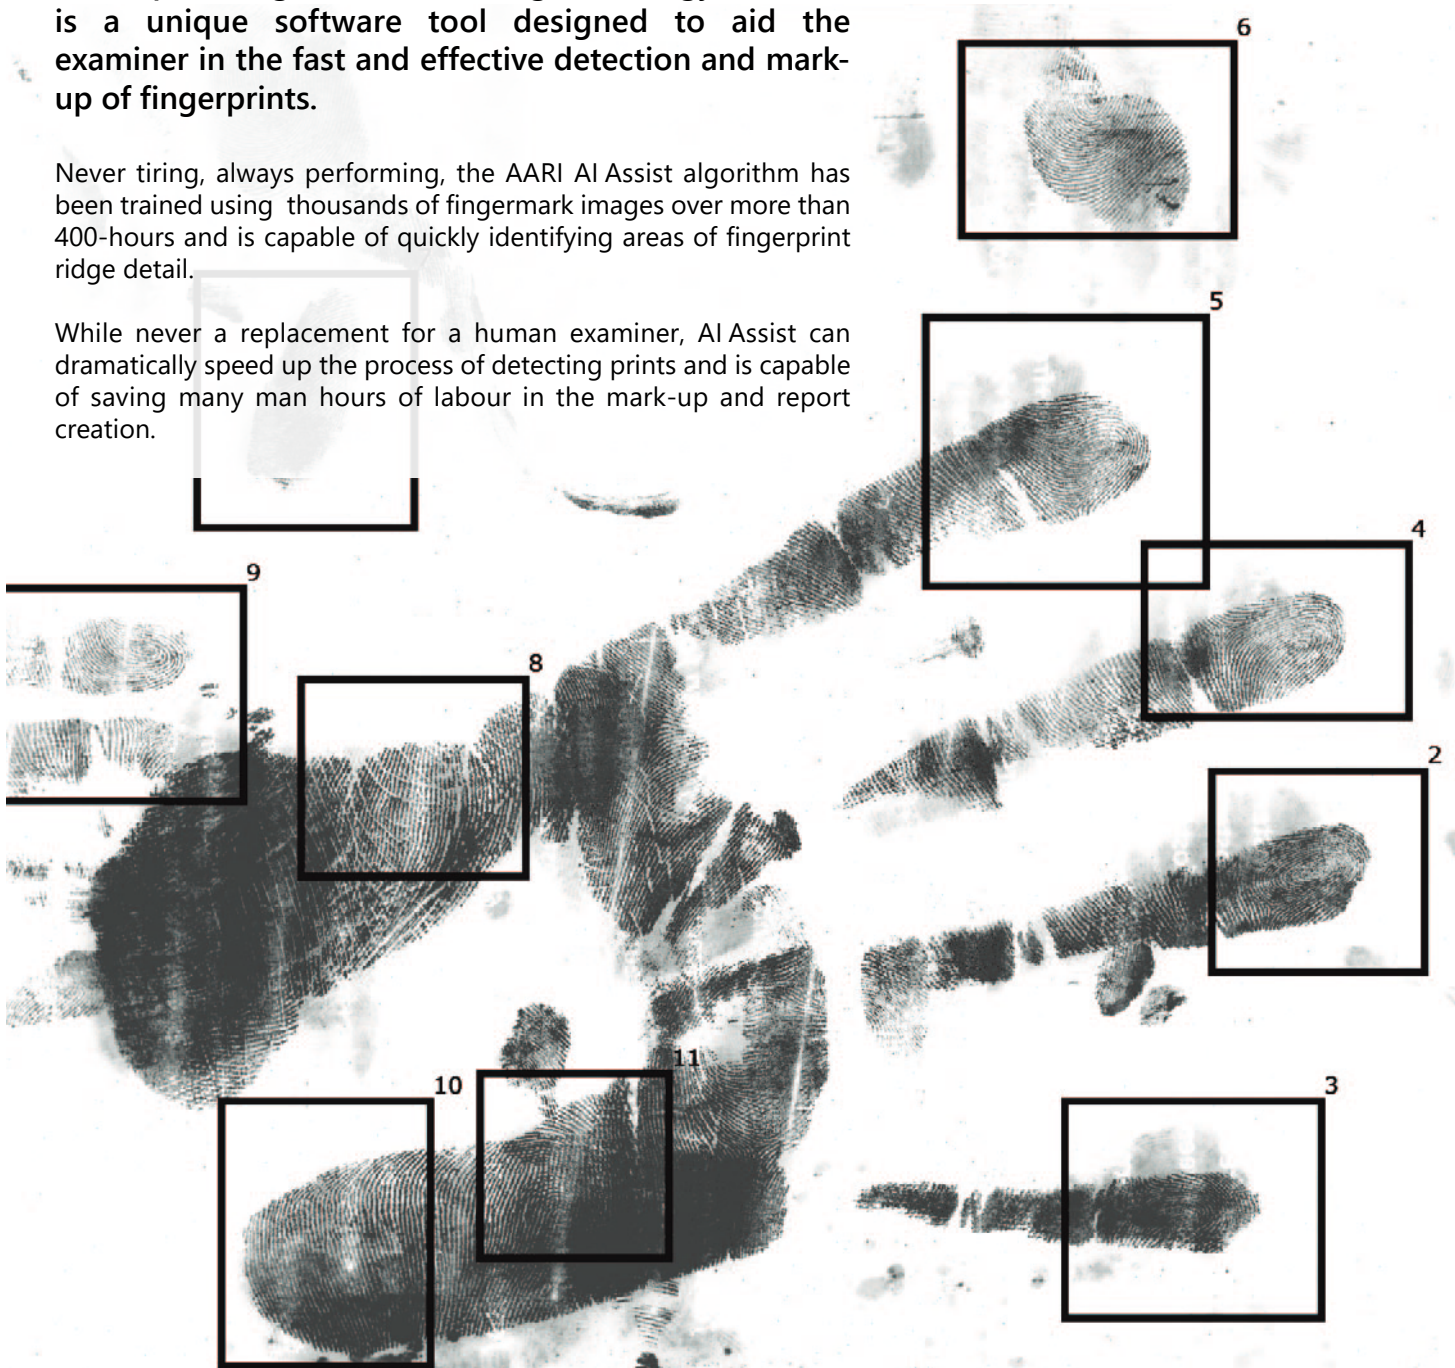 is a unique software tool designed to aid the
examiner in the fast and effective detection and mark-
up of fingerprints.
Never tiring, always performing, the AARI AI Assist algorithm has
been trained using thousands of fingermark images over more than
400-hours and is capable of quickly identifying areas of fingerprint
ridge detail.
While never a replacement for a human examiner, AI Assist can
dramatically speed up the process of detecting prints and is capable
of saving many man hours of labour in the mark-up and report
creation.
6
5
4
9
8
2
11
10
3